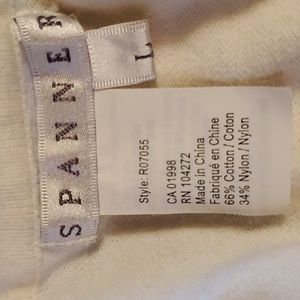 SPANNER
L
Style: R07055
CA 01998
RN 104272
Made in China
Fabriqué en Chine
66% Cotton / Coton
34% Nylon / Nylon